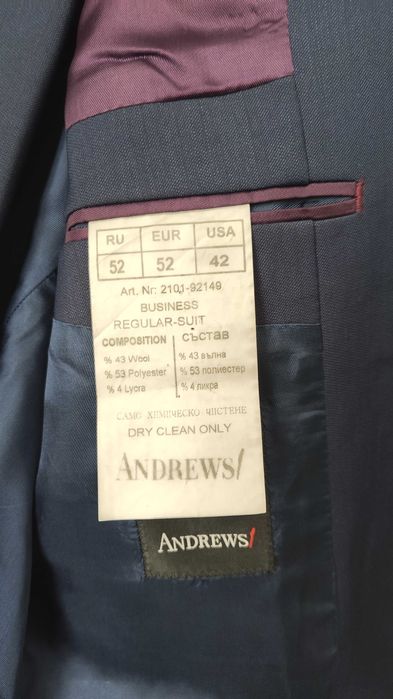 RU EUR USA
52 52 42
Art. Nr: 2101-92149
BUSINESS
REGULAR-SUIT
COMPOSITION Състав
% 43 Wool % 43 вълна
% 53 Polyester % 53 полиестер
% 4 Lycra % 4 ликра
САМО ХИМИЧЕСКО ЧИСТЕНЕ
DRY CLEAN ONLY
ANDREWS/
ANDREWS/